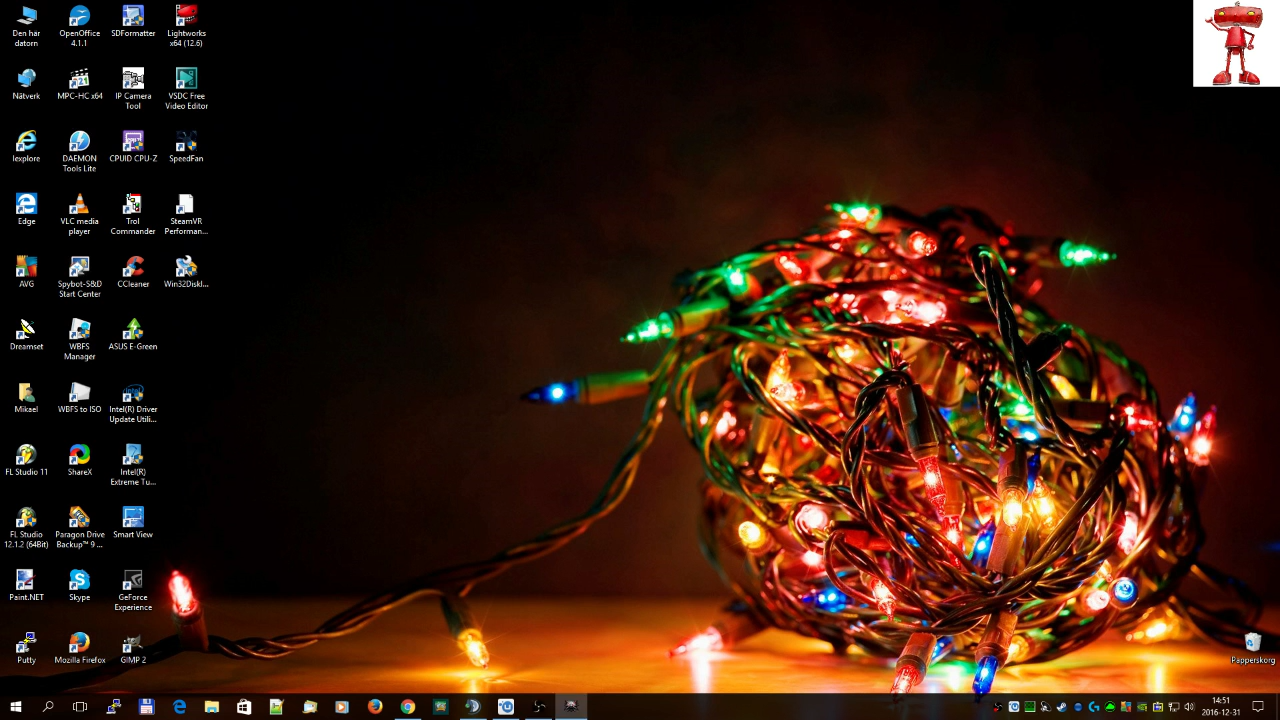 Den här
datorn
OpenOffice
4.1.1
SDFormatter
Lightworks
x64 (12.6)
Nätverk
MPC-HC x64
IP Camera
Tool
VSDC Free
Video Editor
Iexplore
DAEMON
Tools Lite
CPUID CPU-Z
SpeedFan
Edge
VLC media
player
Trol
Commander
SteamVR
Performan...
AVG
Spybot-S&D
Start Center
CCleaner
Win32DiskI...
Dreamset
WBFS
Manager
ASUS E-Green
Mikael
WBFS to ISO
Intel(R) Driver
Update Utili...
FL Studio 11
ShareX
Intel(R)
Extreme Tu...
FL Studio
12.1.2 (64Bit)
Paragon Drive
Backup™ 9 ...
Smart View
Paint.NET
Skype
GeForce
Experience
Putty
Mozilla Firefox
GIMP 2
Papperskorg
14:51
2016-12-31